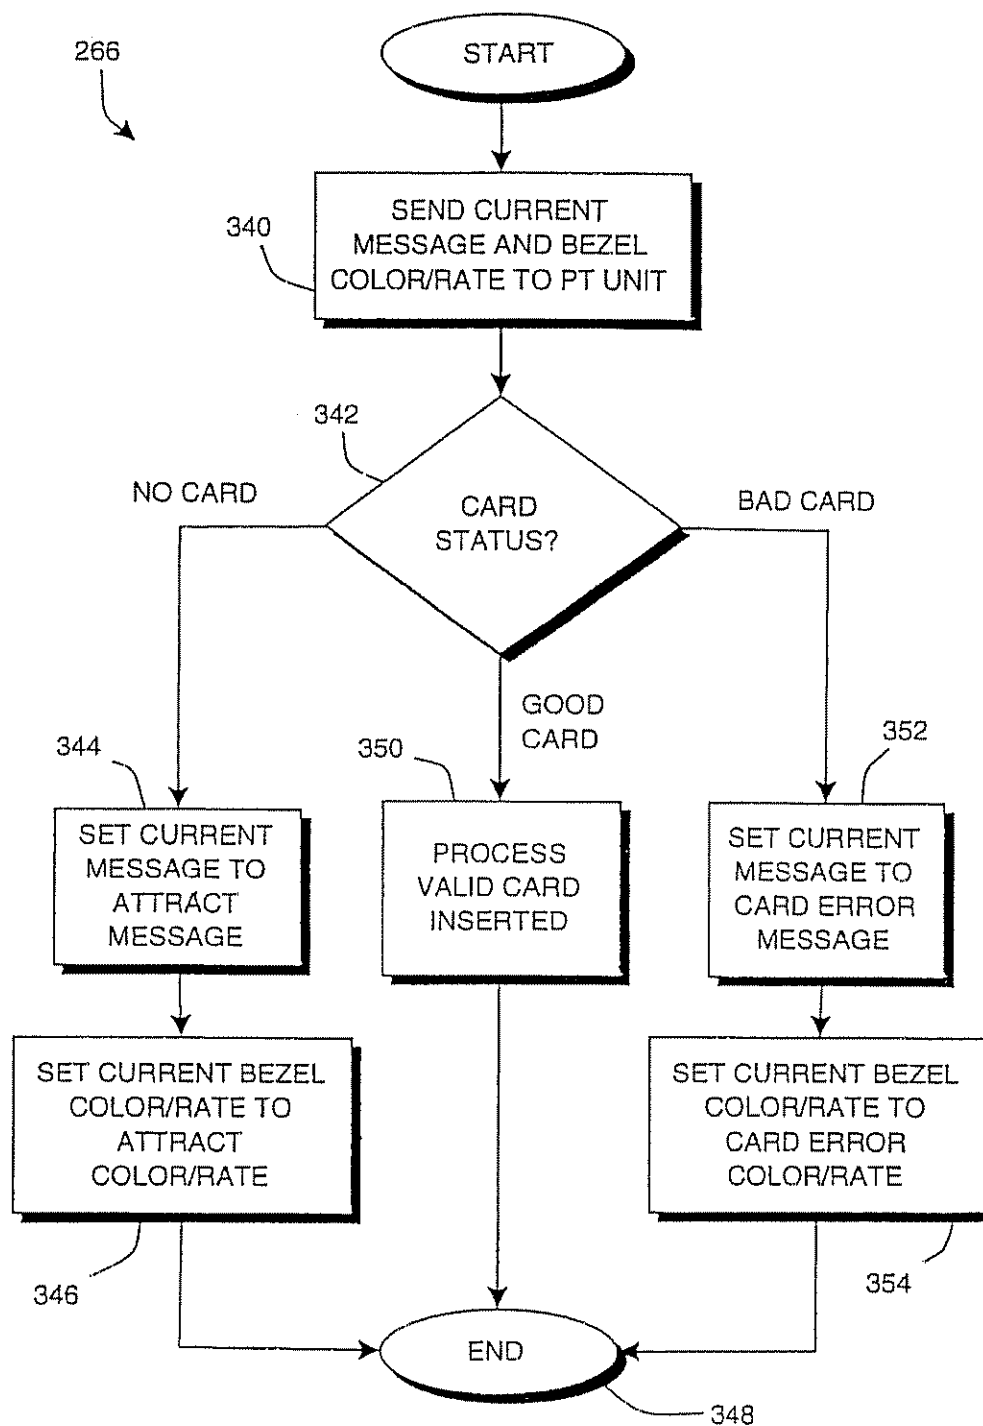 266
START
340
SEND CURRENT
MESSAGE AND BEZEL
COLOR/RATE TO PT UNIT
342
NO CARD
CARD
STATUS?
BAD CARD
GOOD
CARD
344
SET CURRENT
MESSAGE TO
ATTRACT
MESSAGE
350
PROCESS
VALID CARD
INSERTED
352
SET CURRENT
MESSAGE TO
CARD ERROR
MESSAGE
SET CURRENT BEZEL
COLOR/RATE TO
ATTRACT
COLOR/RATE
346
SET CURRENT BEZEL
COLOR/RATE TO
CARD ERROR
COLOR/RATE
354
END
348